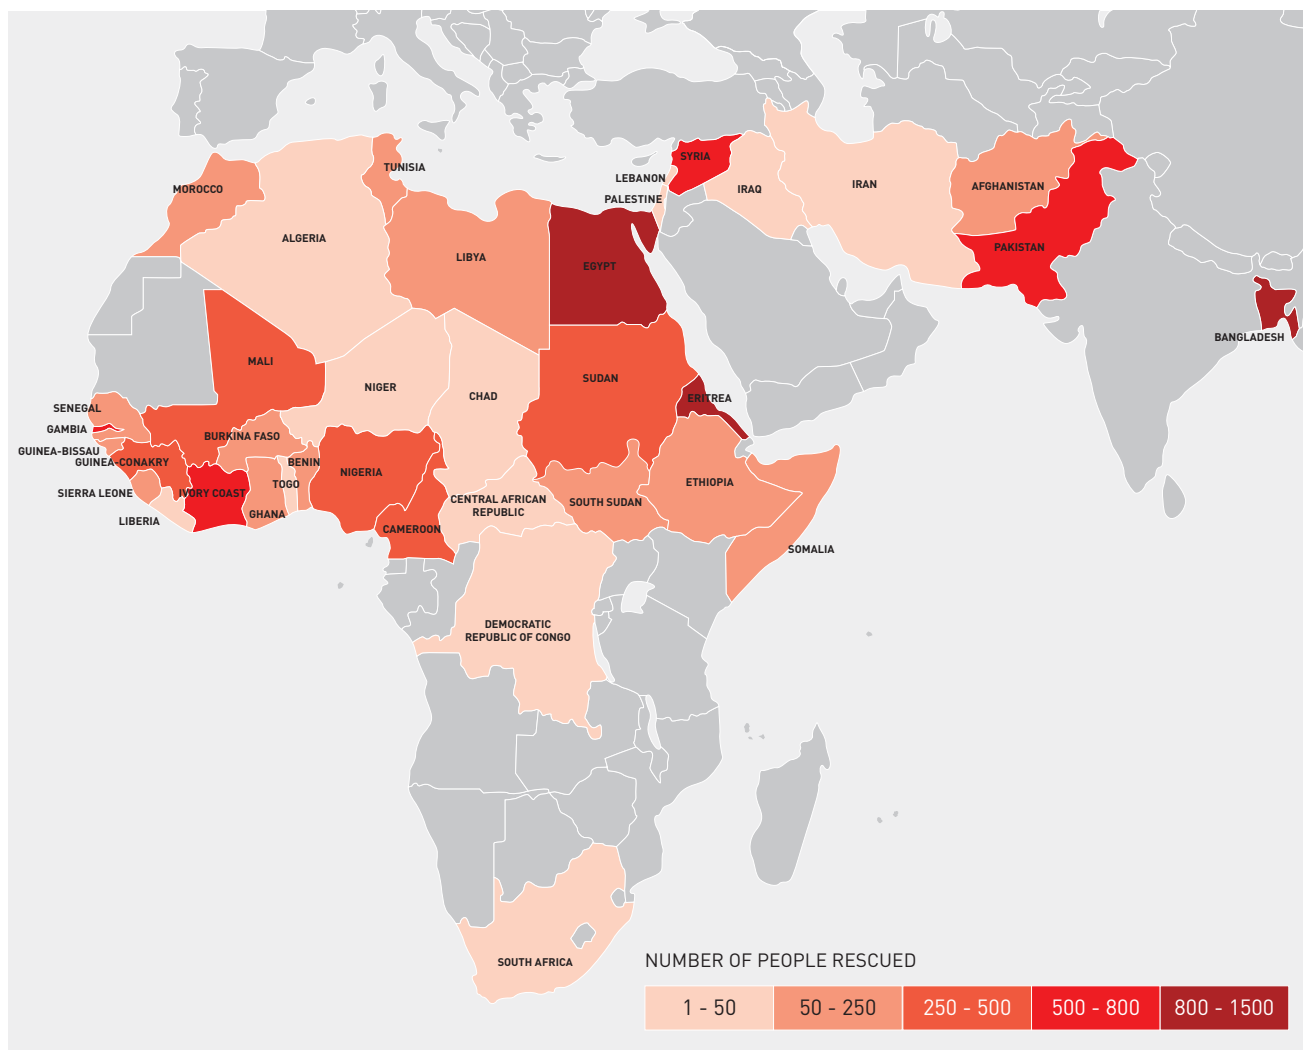 SYRIA
TUNISIA
LEBANON
MOROCCO
IRAQ
IRAN
AFGHANISTAN
PALESTINE
ALGERIA
LIBYA
EGYPT
PAKISTAN
BANGLADESH
MALI
NIGER
CHAD
SUDAN
ERITREA
SENEGAL
GAMBIA
BURKINA FASO
GUINEA-BISSAU
GUINEA-CONAKRY
BENIN
NIGERIA
TOGO
ETHIOPIA
SIERRA LEONE
IVORY COAST
CENTRAL AFRICAN
REPUBLIC
SOUTH SUDAN
GHANA
LIBERIA
CAMEROON
SOMALIA
DEMOCRATIC
REPUBLIC OF CONGO
SOUTH AFRICA
NUMBER OF PEOPLE RESCUED
1 - 50
50 - 250
250 - 500
500 - 800
800 - 1500